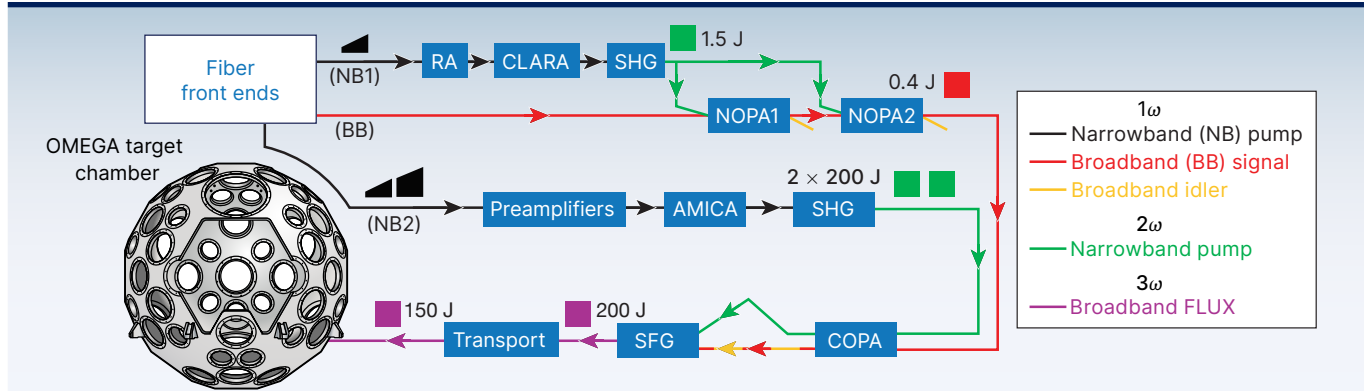 Fiber
front ends
(NB1)
RA
CLARA
SHG
1.5 J
0.4 J
(BB)
NOPA1
NOPA2
OMEGA target
chamber
(NB2)
Preamplifiers
AMICA
2 × 200 J
SHG
150 J
Transport
200 J
SFG
COPA
1ω
Narrowband (NB) pump
Broadband (BB) signal
Broadband idler
2ω
Narrowband pump
3ω
Broadband FLUX